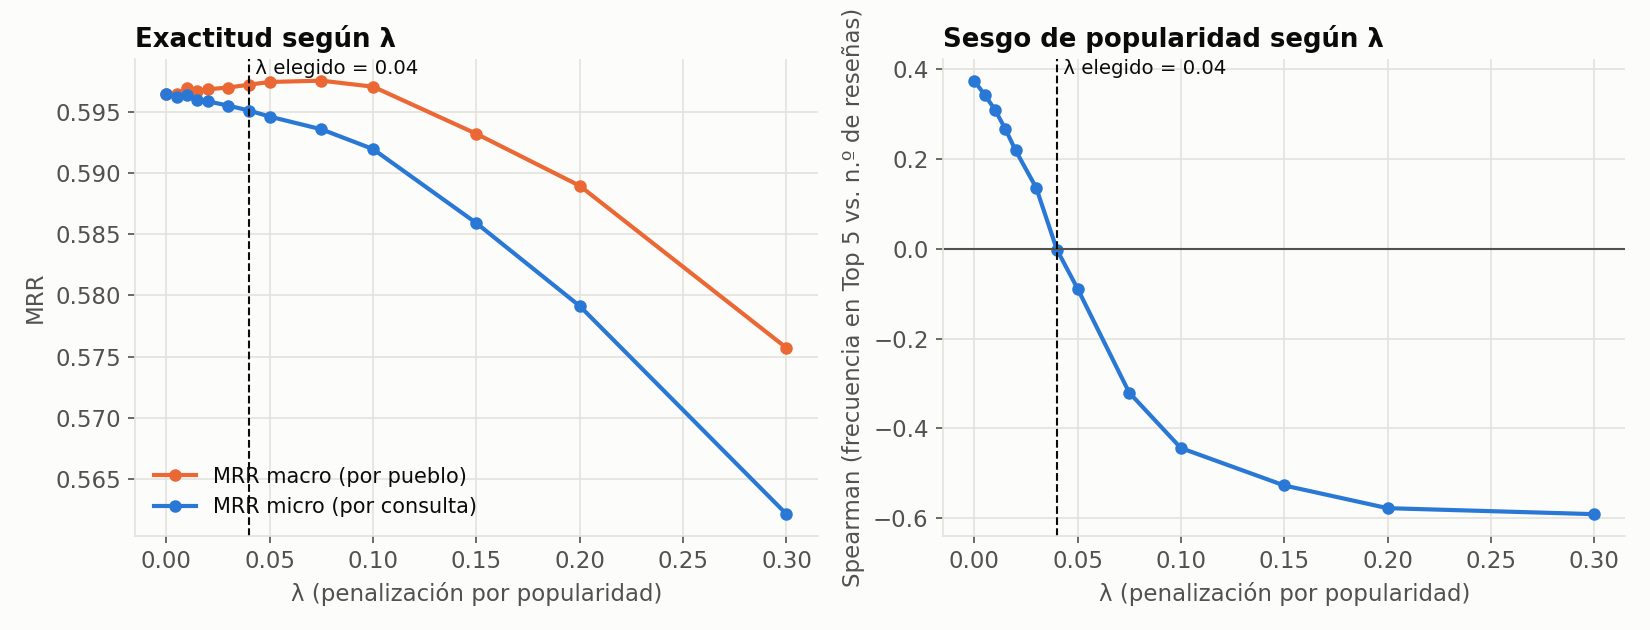 Exactitud según λ
λ elegido = 0.04
MRR
0.595
0.590
0.585
0.580
0.575
0.570
0.565
MRR macro (por pueblo)
MRR micro (por consulta)
0.00 0.05 0.10 0.15 0.20 0.25 0.30
λ (penalización por popularidad)
Sesgo de popularidad según λ
λ elegido = 0.04
Spearman (frecuencia en Top 5 vs. n.º de reseñas)
0.4
0.2
0.0
−0.2
−0.4
−0.6
0.00 0.05 0.10 0.15 0.20 0.25 0.30
λ (penalización por popularidad)